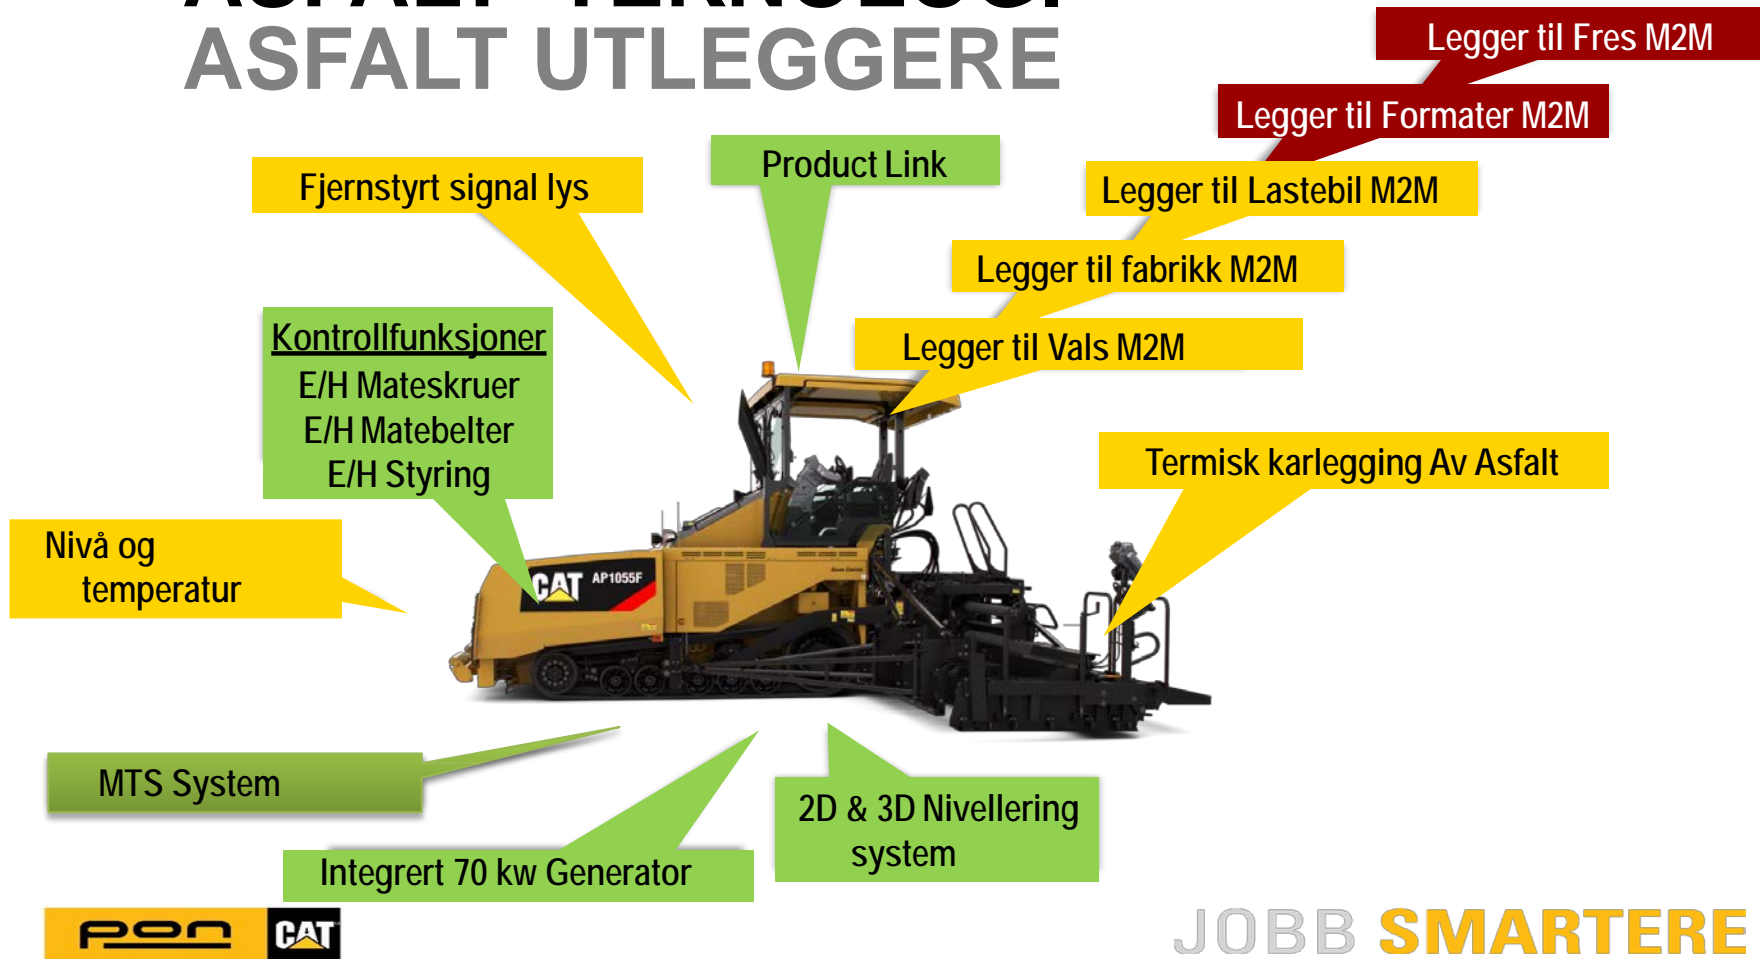 ASFALT TEKNOLOGI
ASFALT UTLEGGERE
Legger til Fres M2M
Legger til Formater M2M
Product Link
Fjernstyrt signal lys
Legger til Lastebil M2M
Legger til fabrikk M2M
Legger til Vals M2M
Kontrollfunksjoner
E/H Mateskruer
E/H Matebelter
E/H Styring
Termisk karlegging Av Asfalt
Nivå og
temperatur
CAT AP1055F
MTS System
2D & 3D Nivellering
system
Integrert 70 kw Generator
pon CAT
JOBB SMARTERE